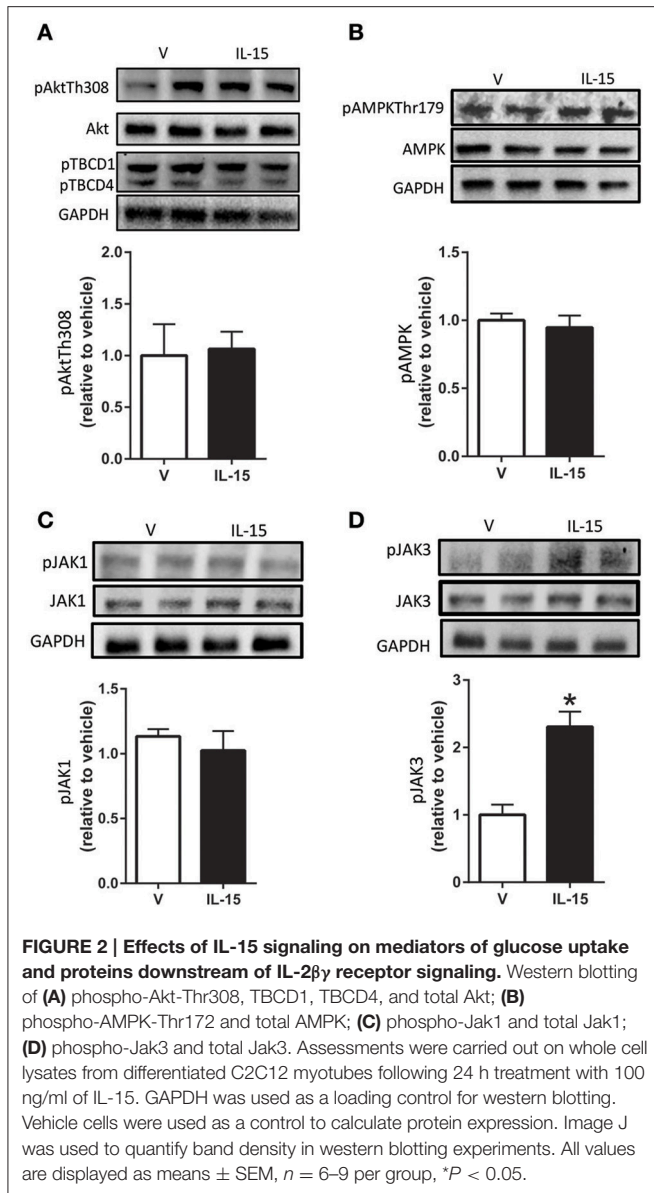 A
V IL-15
pAktTh308
Akt
pTBCD1
pTBCD4
GAPDH
2.0
1.5
1.0
0.5
0.0
pAktTh308
(relative to vehicle)
V IL-15
B
V IL-15
pAMPKThr179
AMPK
GAPDH
1.5
1.0
0.5
0.0
pAMPK
(relative to vehicle)
V IL-15
C
V IL-15
pJAK1
JAK1
GAPDH
1.5
1.0
0.5
0.0
pJAK1
(relative to vehicle)
V IL-15
D
V IL-15
pJAK3
JAK3
GAPDH
3
2
1
0
pJAK3
(relative to vehicle)
*
V IL-15
FIGURE 2 | Effects of IL-15 signaling on mediators of glucose uptake
and proteins downstream of IL-2βγ receptor signaling. Western blotting
of (A) phospho-Akt-Thr308, TBCD1, TBCD4, and total Akt; (B)
phospho-AMPK-Thr172 and total AMPK; (C) phospho-Jak1 and total Jak1;
(D) phospho-Jak3 and total Jak3. Assessments were carried out on whole cell
lysates from differentiated C2C12 myotubes following 24 h treatment with 100
ng/ml of IL-15. GAPDH was used as a loading control for western blotting.
Vehicle cells were used as a control to calculate protein expression. Image J
was used to quantify band density in western blotting experiments. All values
are displayed as means ± SEM, n = 6–9 per group, *P < 0.05.